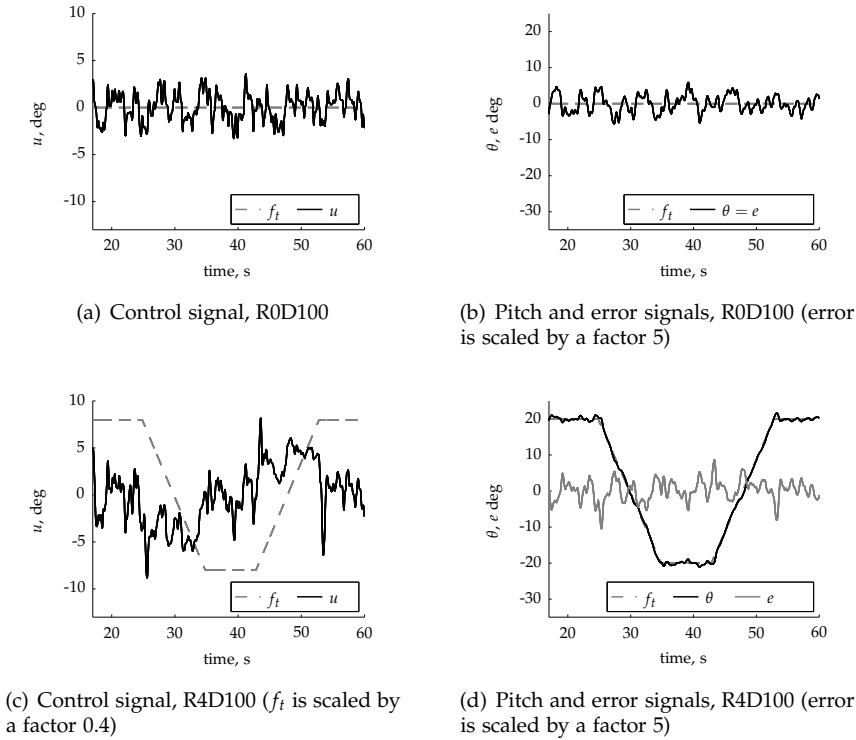 10
5
0
-5
-10
u, deg
f_t u
20 30 40 50 60
time, s
(a) Control signal, R0D100
20
10
0
-10
-20
-30
θ, e deg
f_t θ = e
20 30 40 50 60
time, s
(b) Pitch and error signals, R0D100 (error
is scaled by a factor 5)
10
5
0
-5
-10
u, deg
f_t u
20 30 40 50 60
time, s
(c) Control signal, R4D100 (f_t is scaled by
a factor 0.4)
20
10
0
-10
-20
-30
θ, e deg
f_t θ e
20 30 40 50 60
time, s
(d) Pitch and error signals, R4D100 (error
is scaled by a factor 5)